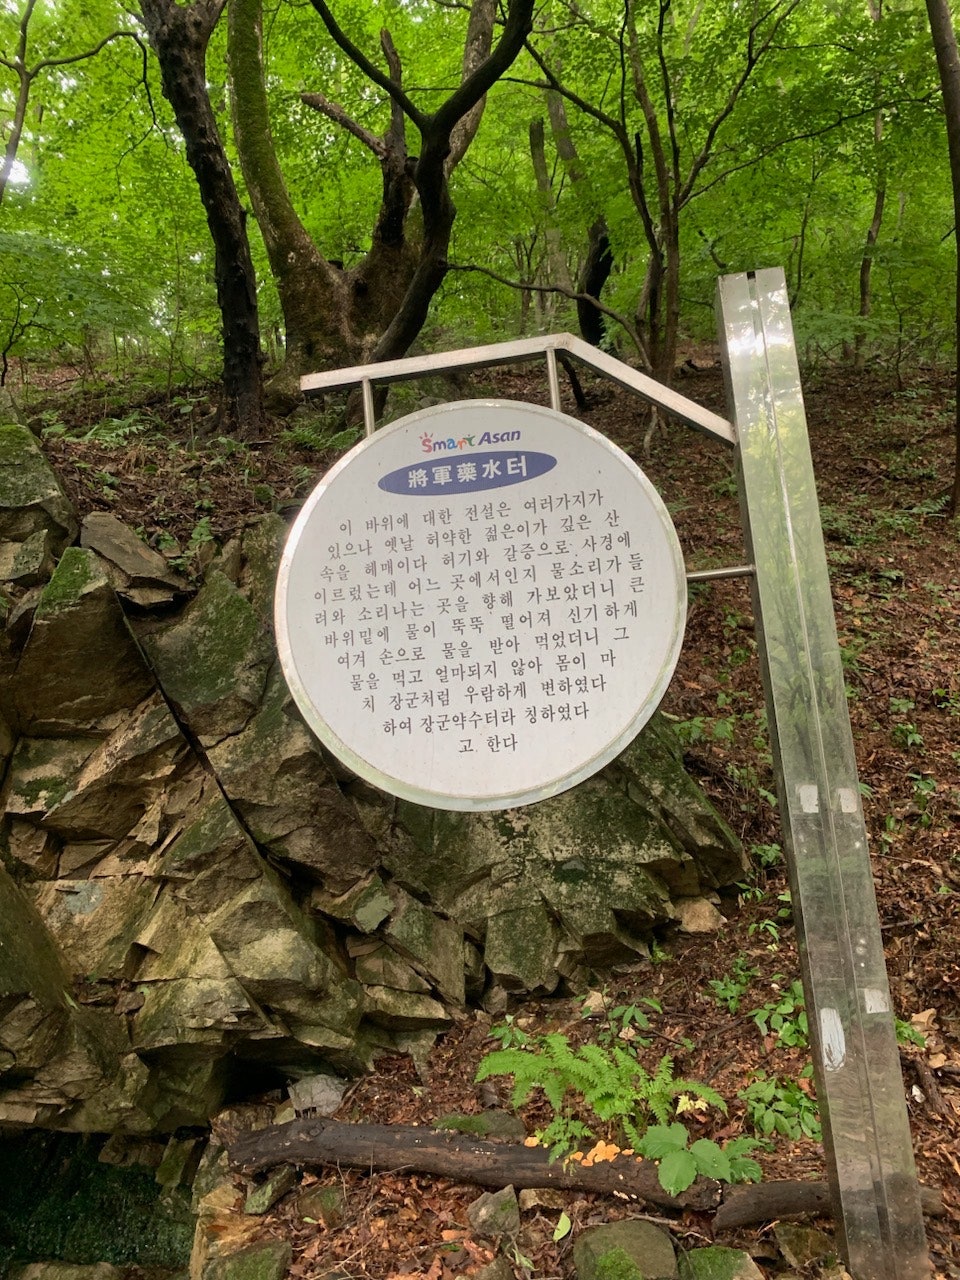 Smart Asan
將軍藥水터
이 바위에 대한 전설은 여러가지가
있으나 옛날 허약한 젊은이가 깊은 산
속을 헤매이다 허기와 갈증으로 사경에
이르렀는데 어느 곳에서인지 물소리가 들
려와 소리나는 곳을 향해 가보았더니 큰
바위밑에 물이 뚝뚝 떨어져 신기하게
여겨 손으로 물을 받아 먹었더니 그
물을 먹고 얼마되지 않아 몸이 마
치 장군처럼 우람하게 변하였다
하여 장군약수터라 칭하였다
고 한다